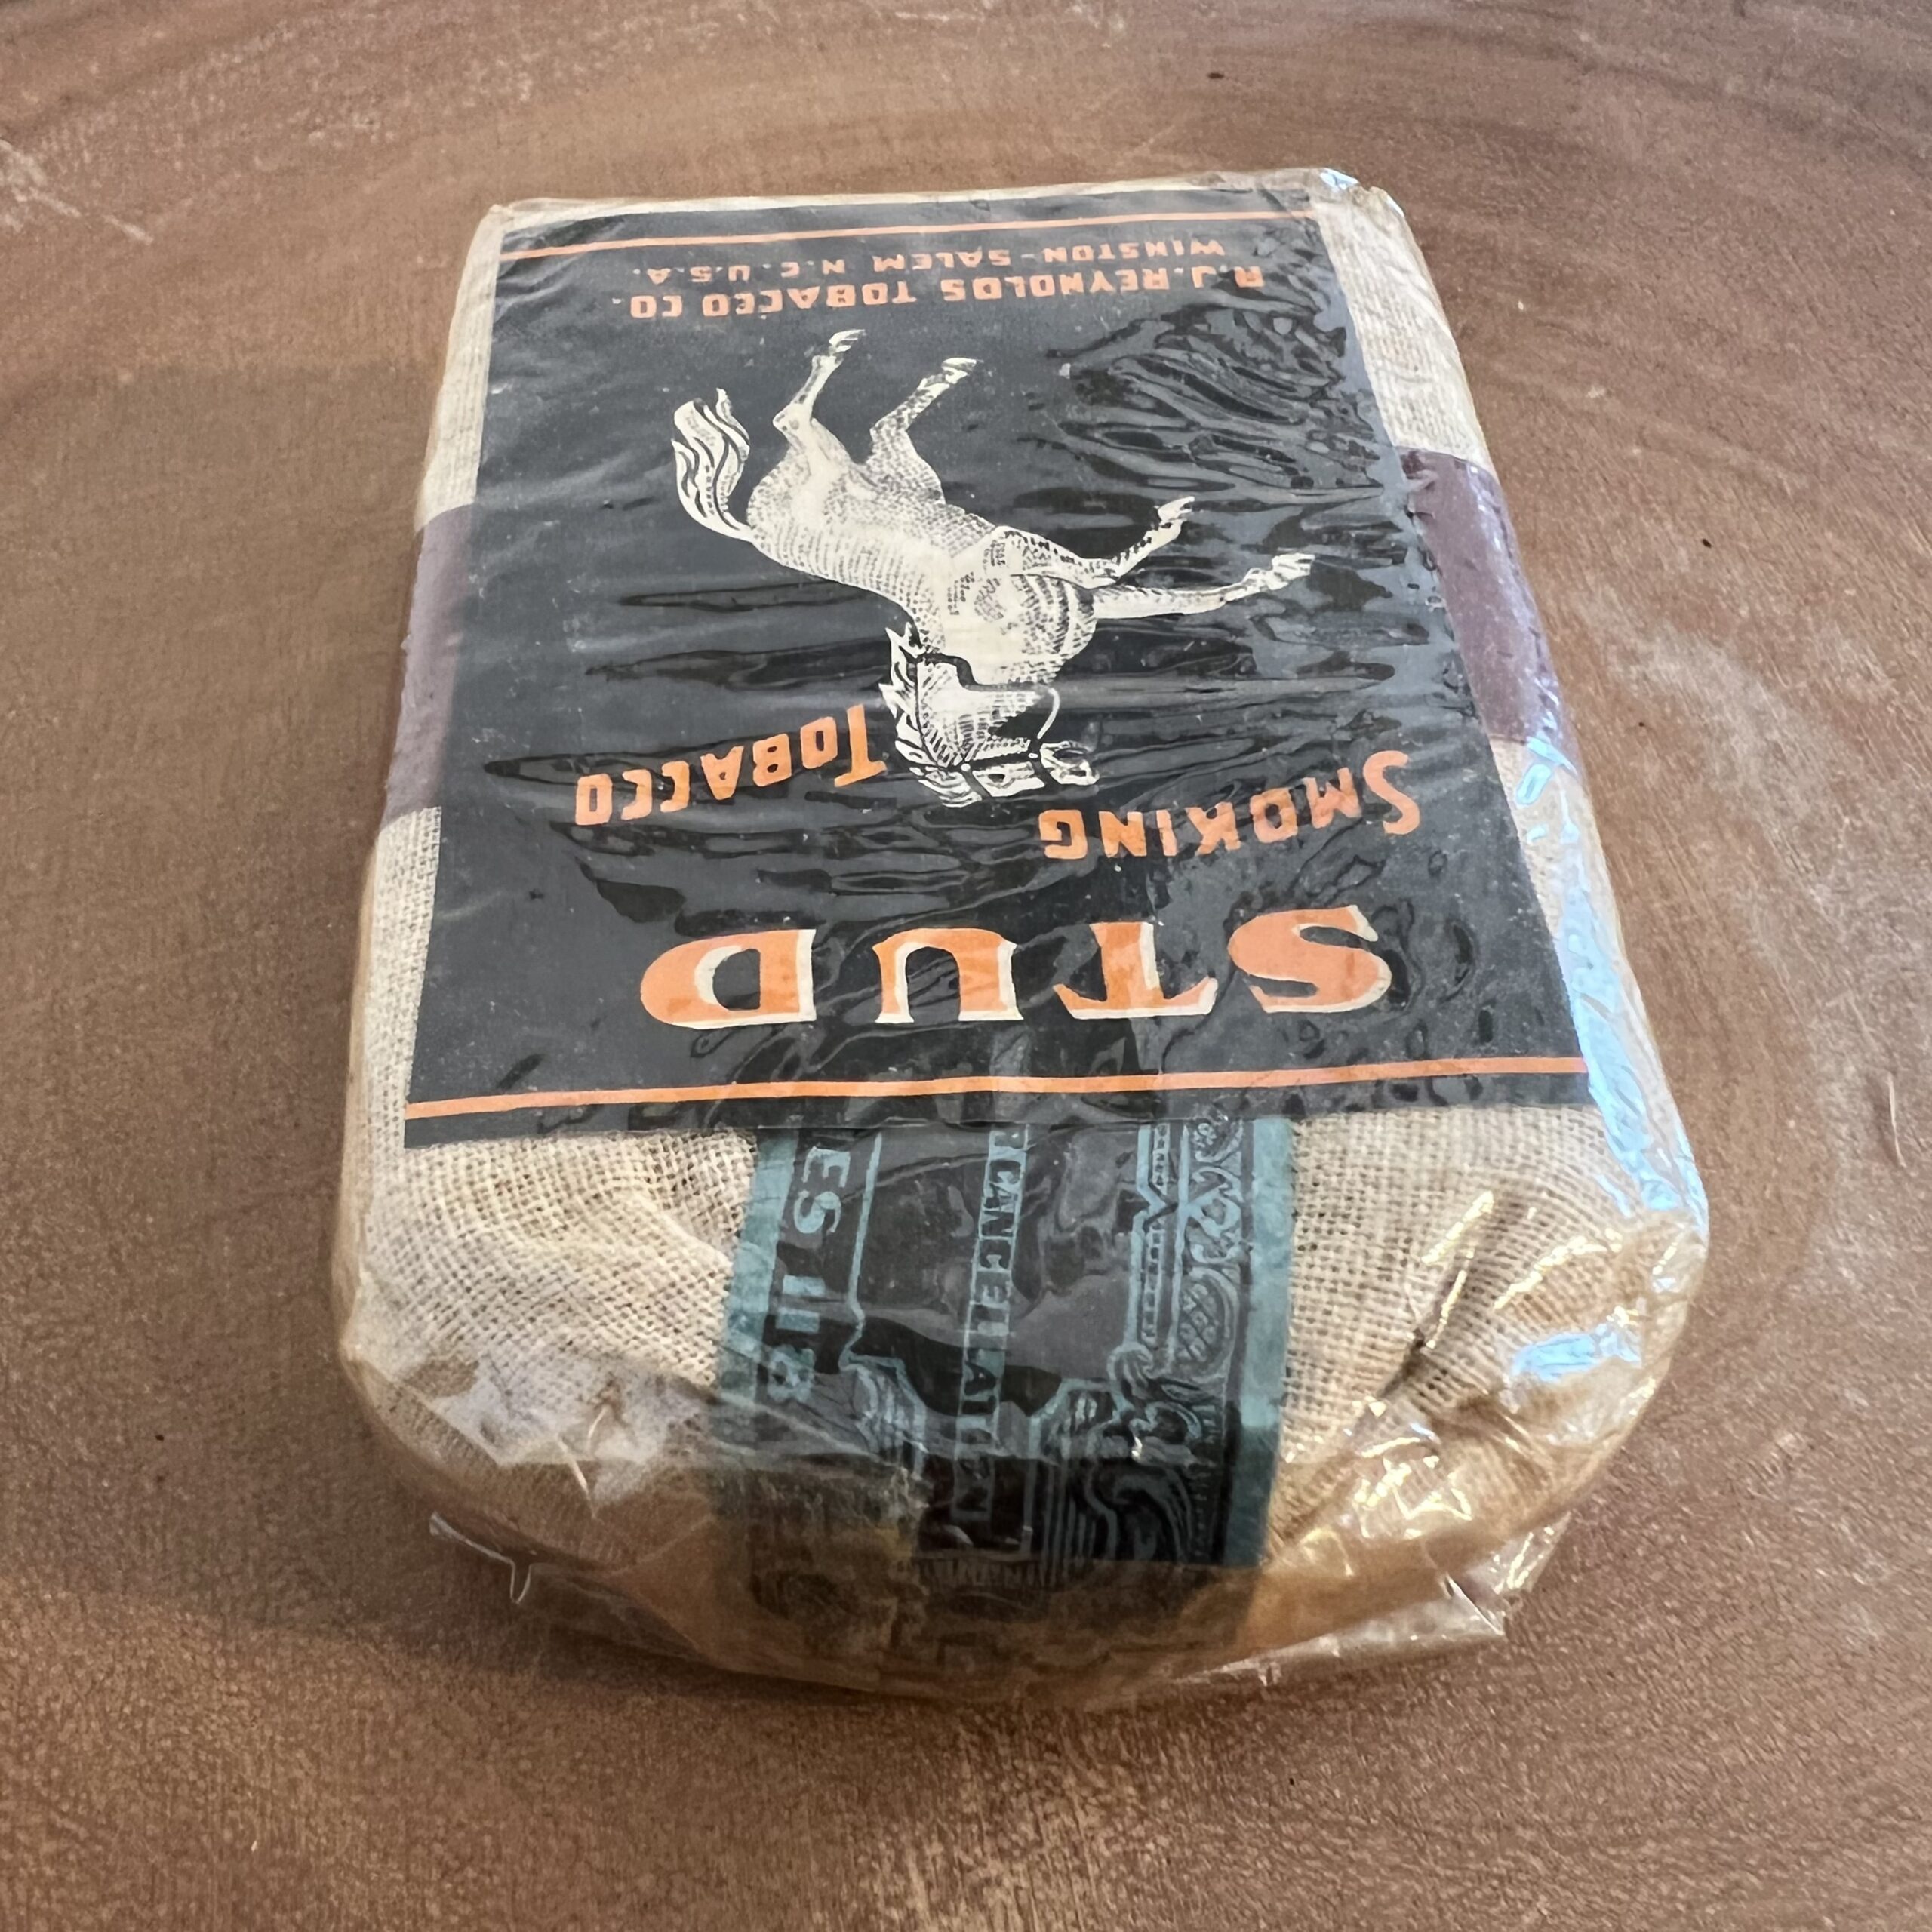 STUD
SMOKING TOBACCO
R.J. REYNOLDS TOBACCO CO.
WINSTON-SALEM N.C. U.S.A.
CANCELLATION